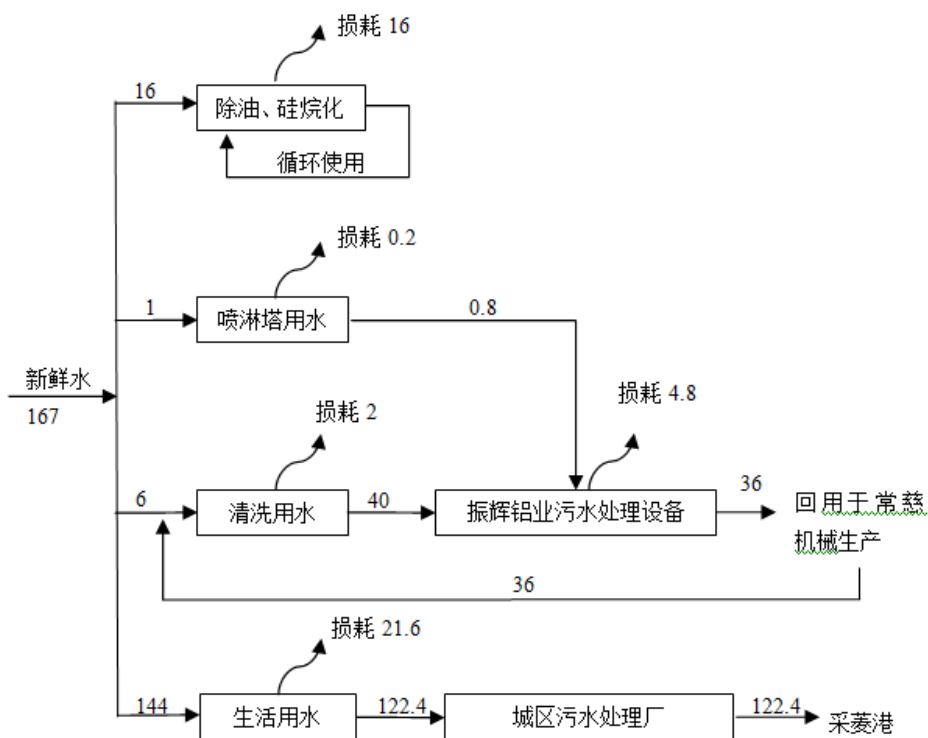 损耗 16
16
除油、硅烷化
循环使用
损耗 0.2
1
喷淋塔用水
0.8
新鲜水
167
损耗 2
损耗 4.8
6
清洗用水
40
振辉铝业污水处理设备
36
回用于常慈
机械生产
36
损耗 21.6
144
生活用水
122.4
城区污水处理厂
122.4
采菱港